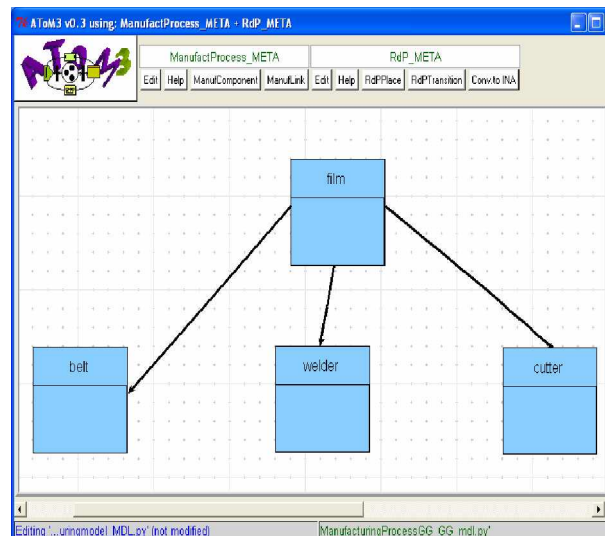 AToM3 v0.3 using: ManufactProcess_META + RdP_META
AToM3
ManufactProcess_META RdP_META
Edit Help ManufComponent ManufLink Edit Help RdPPlace RdPTransition Conv.to INA
film
belt welder cutter
Editing '...uringmodel_MDL.py' (not modified) ManufacturingProcessGG_GG_mdl.py'